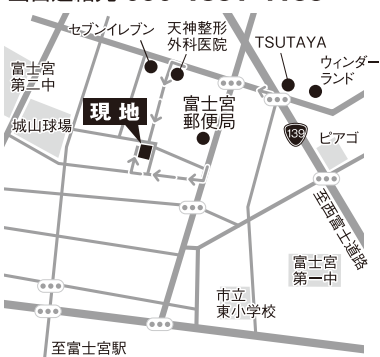 セブンイレブン
天神整形
外科医院
TSUTAYA
ウィンダー
ランド
富士宮
第二中
城山球場
現地
富士宮
郵便局
139
ピアゴ
至西富士道路
富士宮
第一中
市立
東小学校
至富士宮駅